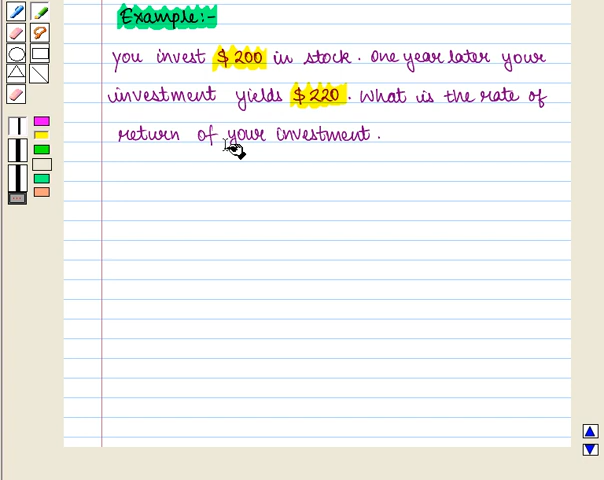 Example:-
you invest $200 in stock. One year later your
investment yields $220. What is the rate of
return of your investment.